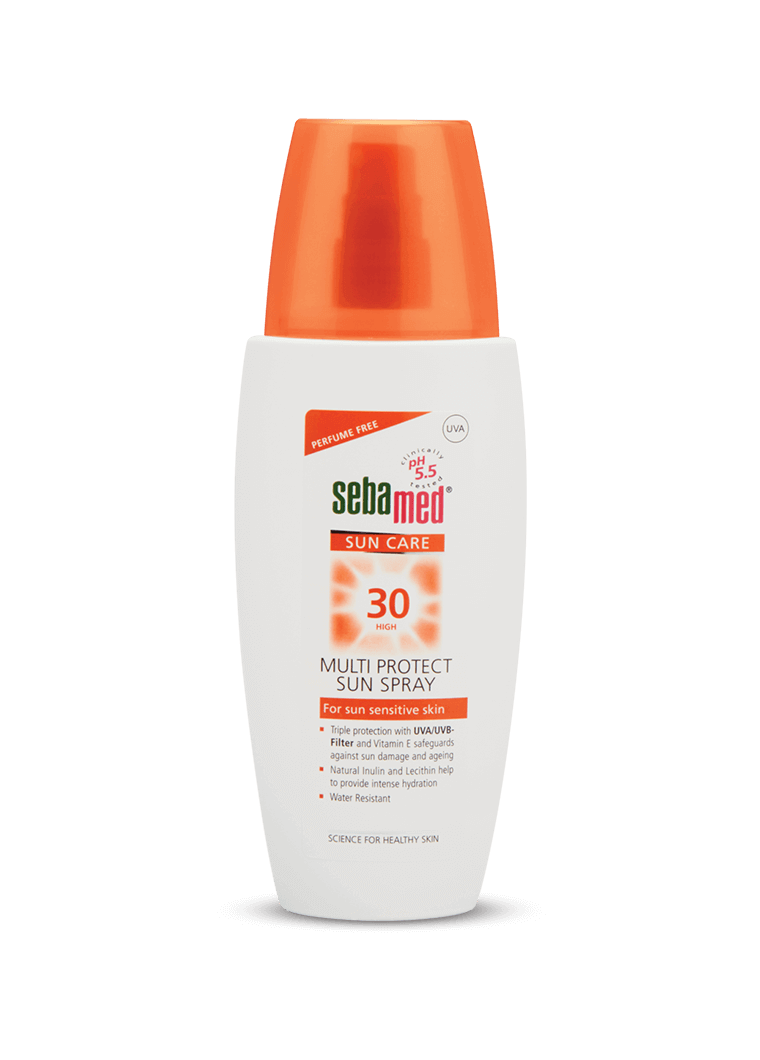 PERFUME FREE
UVA
clinically
pH
5.5
tested
sebamed®
SUN CARE
30
HIGH
MULTI PROTECT
SUN SPRAY
For sun sensitive skin
▪ Triple protection with UVA/UVB-
Filter and Vitamin E safeguards
against sun damage and ageing
▪ Natural Inulin and Lecithin help
to provide intense hydration
▪ Water Resistant
SCIENCE FOR HEALTHY SKIN